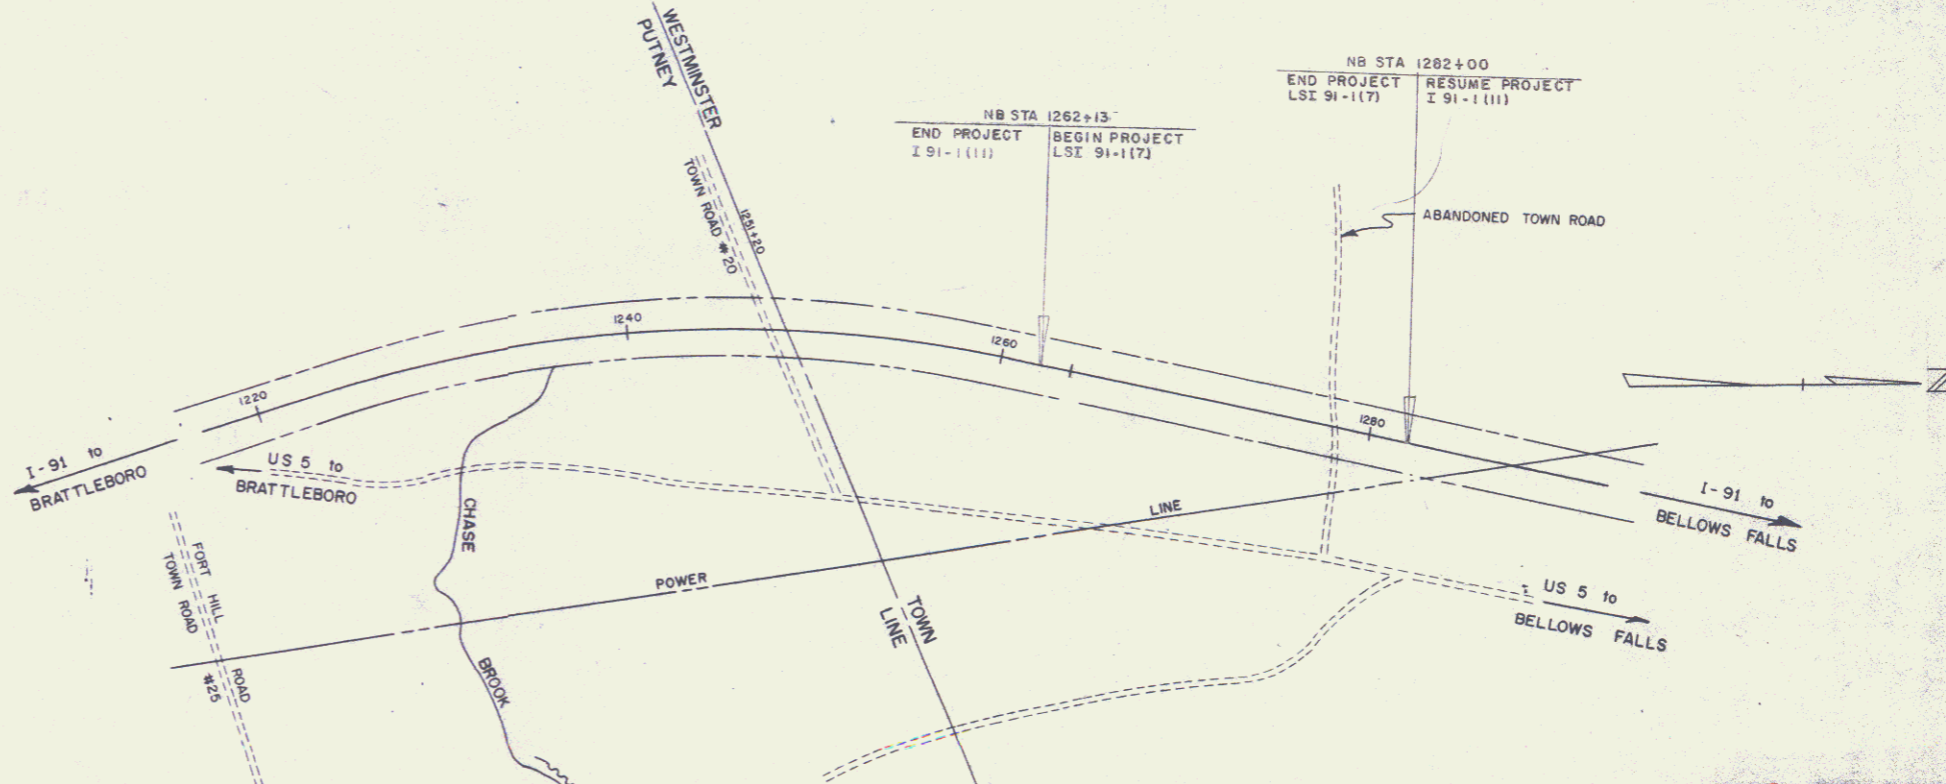 WESTMINSTER
PUTNEY
NB STA 1282+00
END PROJECT
LSI 91-1(7)
RESUME PROJECT
I 91-1(11)
NB STA 1262+13
END PROJECT
I 91-1(11)
BEGIN PROJECT
LSI 91-1(7)
TOWN ROAD #20
1251+20
ABANDONED TOWN ROAD
1220
1240
1260
1280
I-91 to
BRATTLEBORO
US 5 to
BRATTLEBORO
I-91 to
BELLOWS FALLS
CHASE
BROOK
POWER
LINE
FORT HILL ROAD
TOWN ROAD #25
TOWN
LINE
US 5 to
BELLOWS FALLS